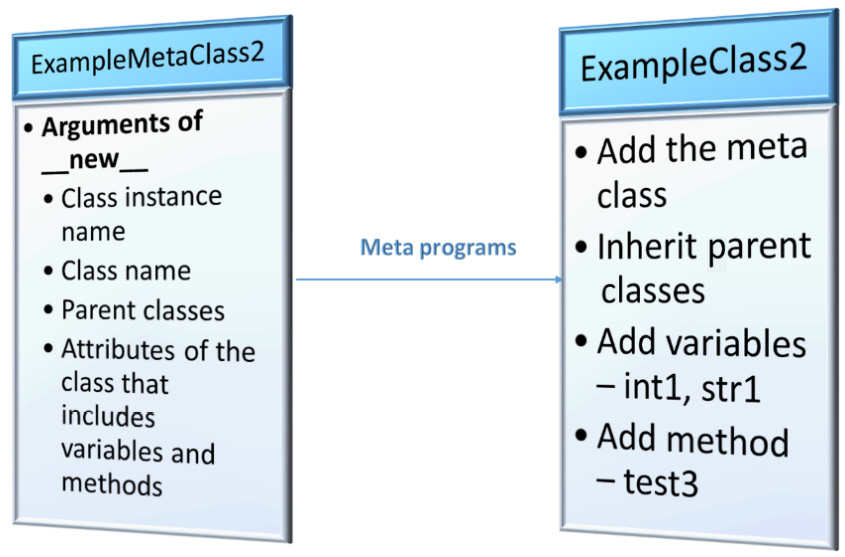 ExampleMetaClass2
• Arguments of
__new__
• Class instance
name
• Class name
• Parent classes
• Attributes of the
class that
includes
variables and
methods
Meta programs
ExampleClass2
• Add the meta
class
• Inherit parent
classes
• Add variables
– int1, str1
• Add method
– test3